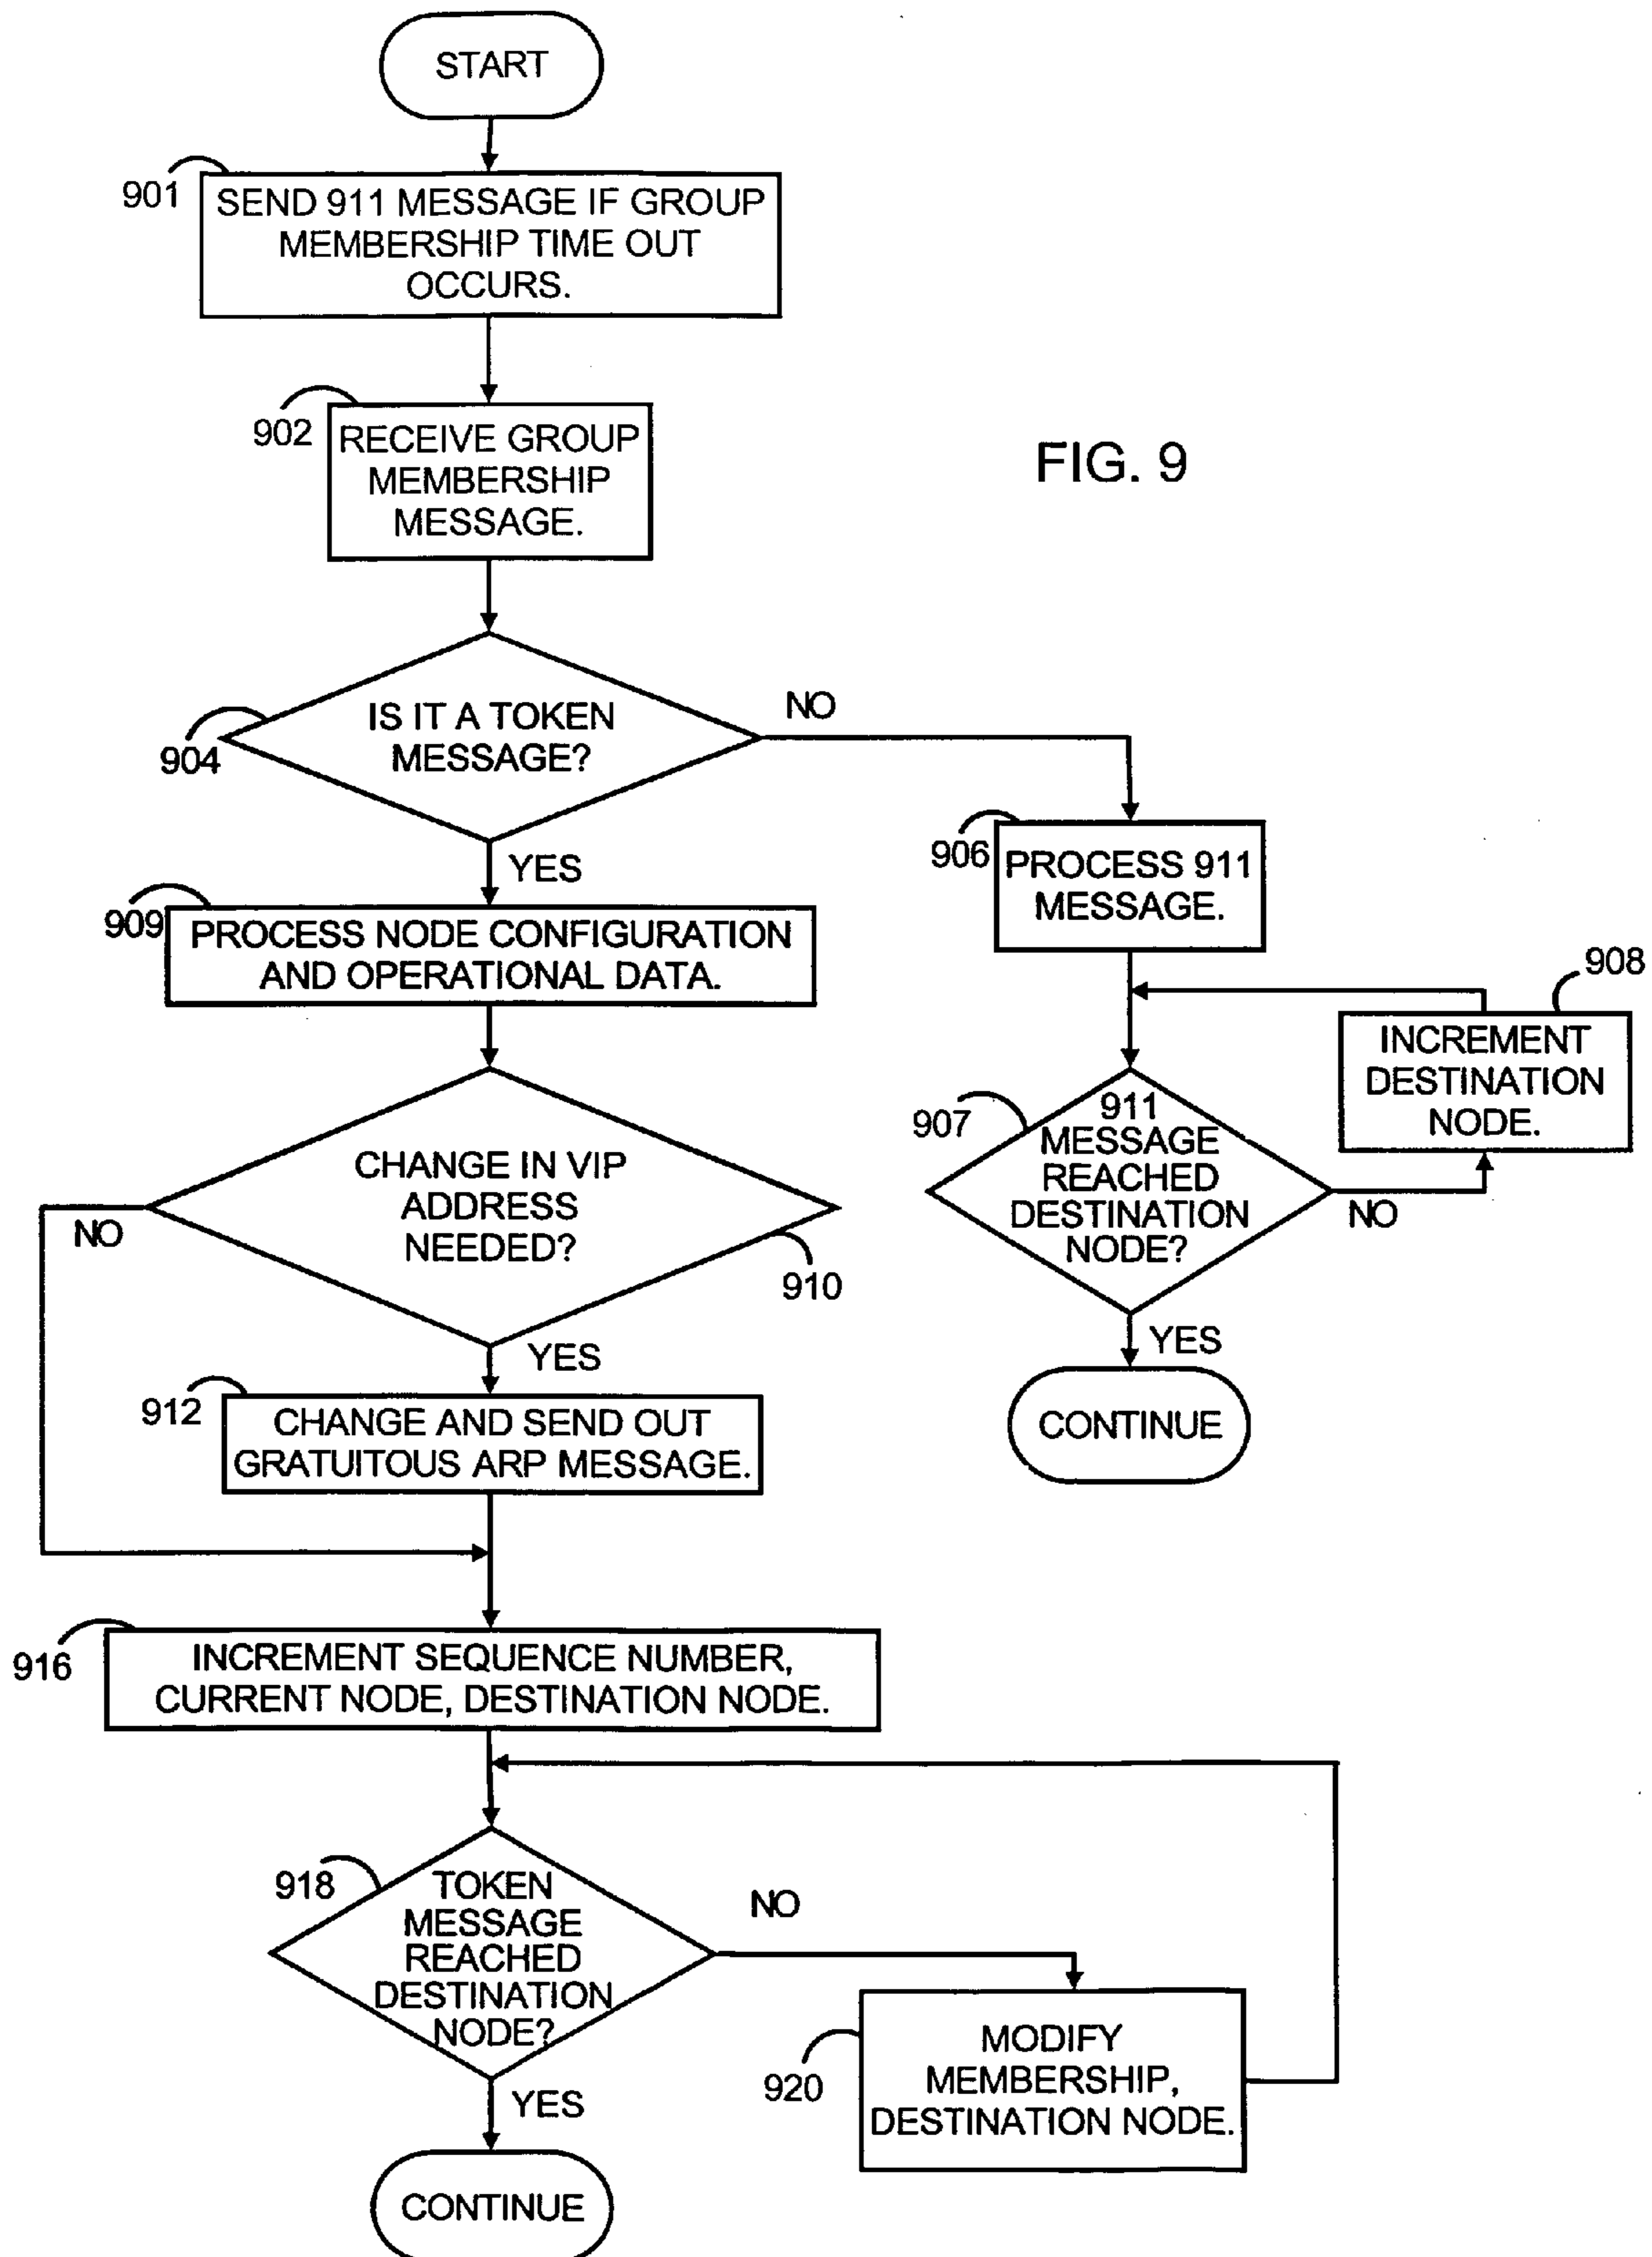 START
901
SEND 911 MESSAGE IF GROUP
MEMBERSHIP TIME OUT
OCCURS.
902
RECEIVE GROUP
MEMBERSHIP
MESSAGE.
FIG. 9
904
IS IT A TOKEN
MESSAGE?
NO
YES
906
PROCESS 911
MESSAGE.
909
PROCESS NODE CONFIGURATION
AND OPERATIONAL DATA.
908
INCREMENT
DESTINATION
NODE.
907
911
MESSAGE
REACHED
DESTINATION
NODE?
NO
YES
CONTINUE
CHANGE IN VIP
ADDRESS
NEEDED?
NO
910
YES
912
CHANGE AND SEND OUT
GRATUITOUS ARP MESSAGE.
916
INCREMENT SEQUENCE NUMBER,
CURRENT NODE, DESTINATION NODE.
918
TOKEN
MESSAGE
REACHED
DESTINATION
NODE?
NO
920
MODIFY
MEMBERSHIP,
DESTINATION NODE.
YES
CONTINUE